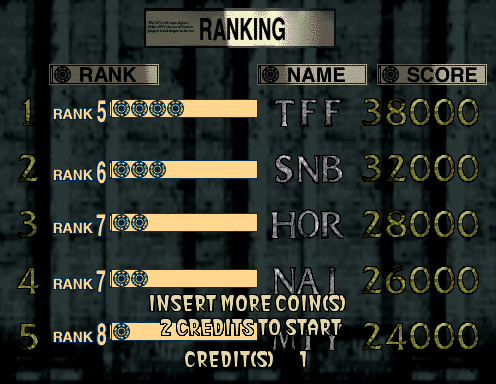 RANKING
RANK NAME SCORE
1 RANK 5 TFF 38000
2 RANK 6 SNB 32000
3 RANK 7 HOR 28000
4 RANK 7 NAI 26000
INSERT MORE COIN(S)
2 CREDITS TO START
5 RANK 8 24000
CREDIT(S) 1